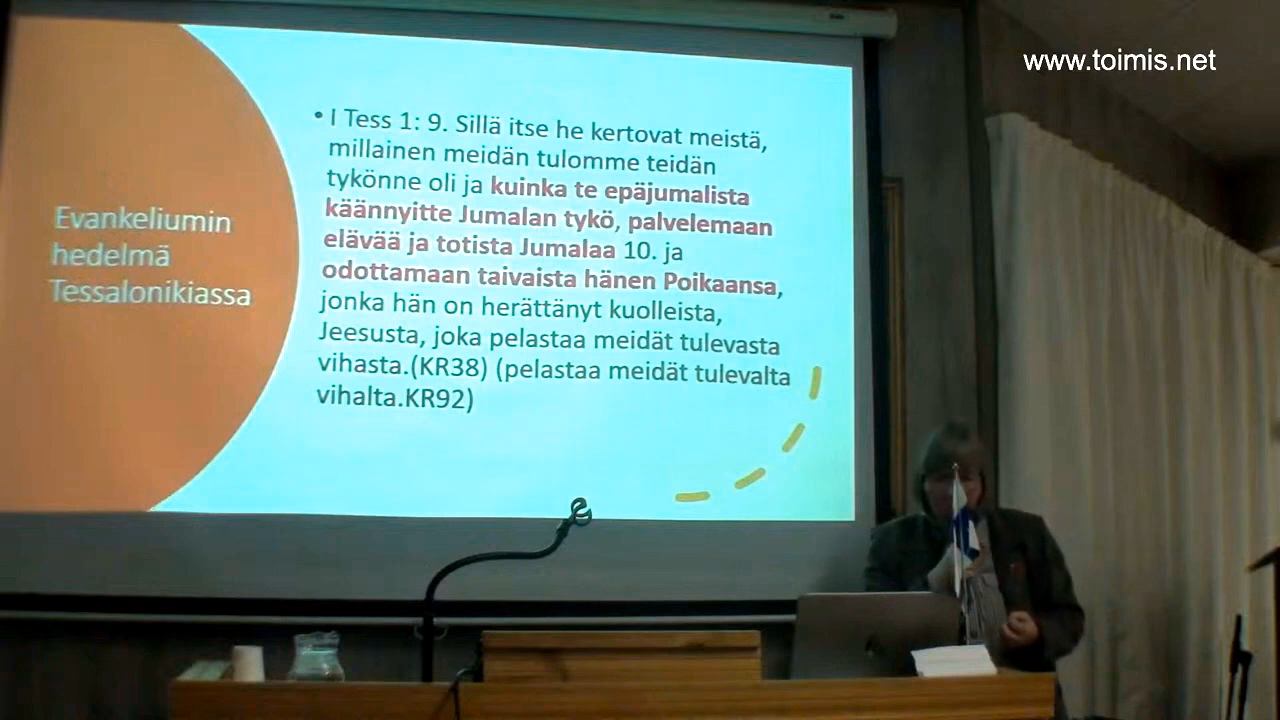 www.toimis.net
Evankeliumin
hedelmä
Tessalonikiassa
• I Tess 1: 9. Sillä itse he kertovat meistä,
millainen meidän tulomme teidän
tykönne oli ja kuinka te epäjumalista
käännyitte Jumalan tykö, palvelemaan
elävää ja totista Jumalaa 10. ja
odottamaan taivaista hänen Poikaansa,
jonka hän on herättänyt kuolleista,
Jeesusta, joka pelastaa meidät tulevasta
vihasta.(KR38) (pelastaa meidät tulevalta
vihalta.KR92)